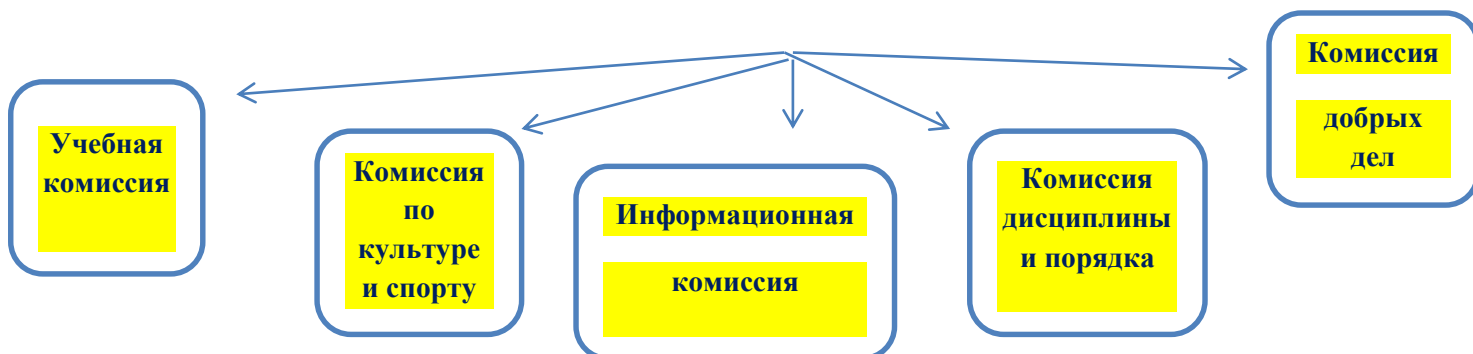 Учебная
комиссия
Комиссия
по
культуре
и спорту
Информационная
комиссия
Комиссия
дисциплины
и порядка
Комиссия
добрых
дел